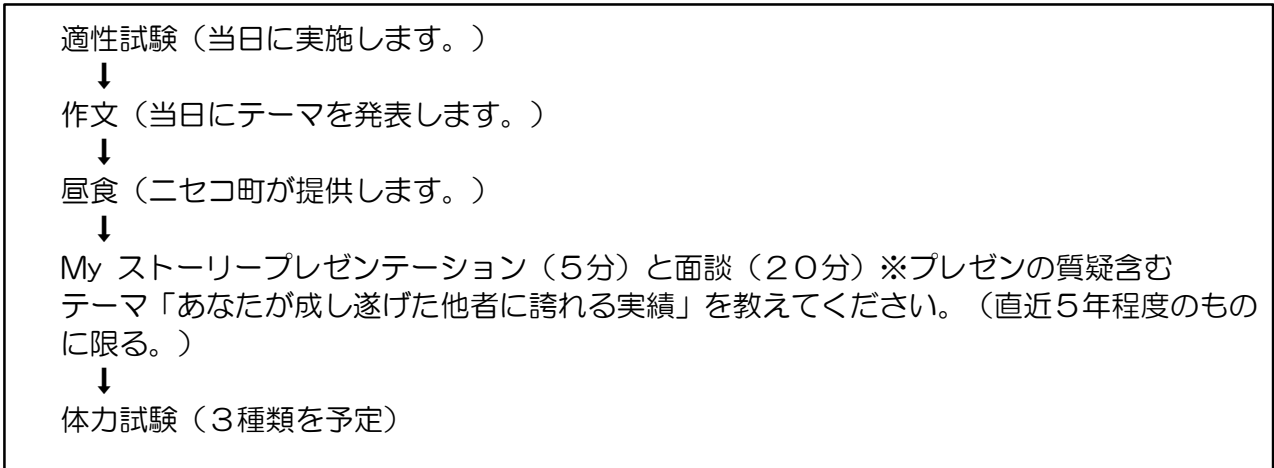 適性試験（当日に実施します。）
⬇
作文（当日にテーマを発表します。）
⬇
昼食（ニセコ町が提供します。）
⬇
My ストーリープレゼンテーション（５分）と面談（２０分）※プレゼンの質疑含む
テーマ「あなたが成し遂げた他者に誇れる実績」を教えてください。（直近５年程度のもの
に限る。）
⬇
体力試験（３種類を予定）